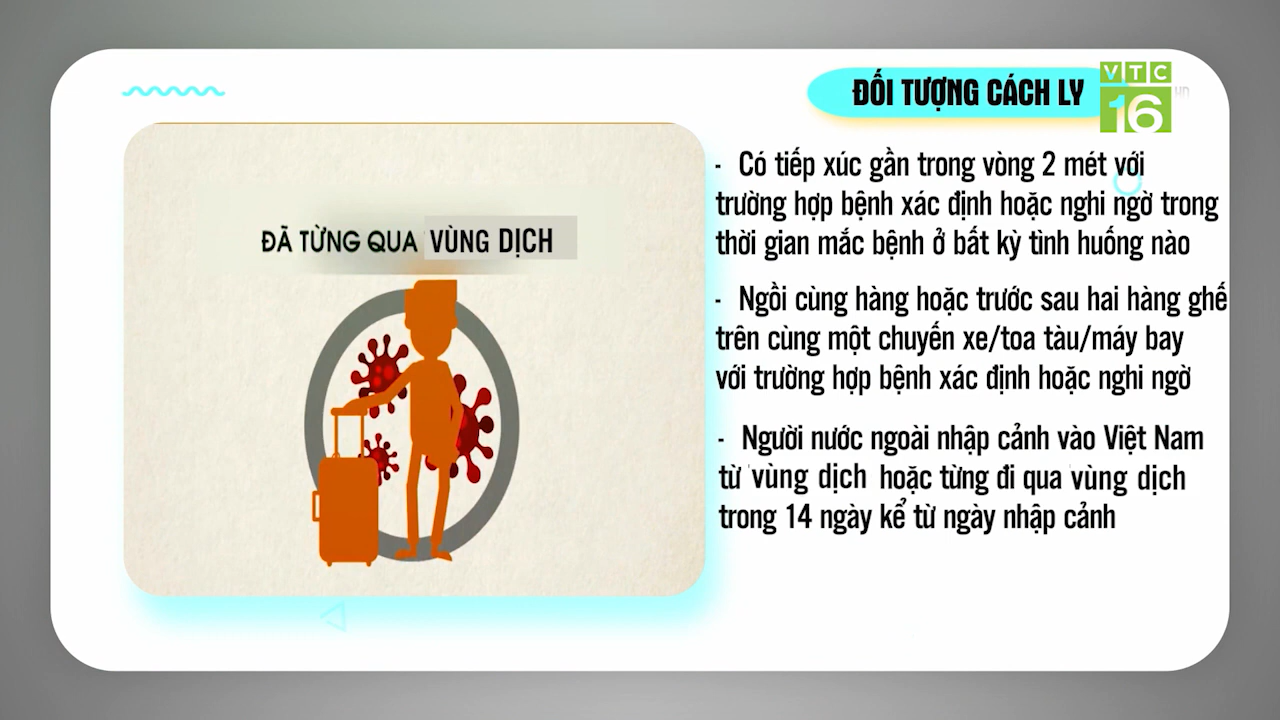 ĐỐI TƯỢNG CÁCH LY
VTC
16
HD
ĐÃ TỪNG QUA VÙNG DỊCH
- Có tiếp xúc gần trong vòng 2 mét với
trường hợp bệnh xác định hoặc nghi ngờ trong
thời gian mắc bệnh ở bất kỳ tình huống nào
- Ngồi cùng hàng hoặc trước sau hai hàng ghế
trên cùng một chuyến xe/toa tàu/máy bay
với trường hợp bệnh xác định hoặc nghi ngờ
- Người nước ngoài nhập cảnh vào Việt Nam
từ vùng dịch hoặc từng đi qua vùng dịch
trong 14 ngày kể từ ngày nhập cảnh